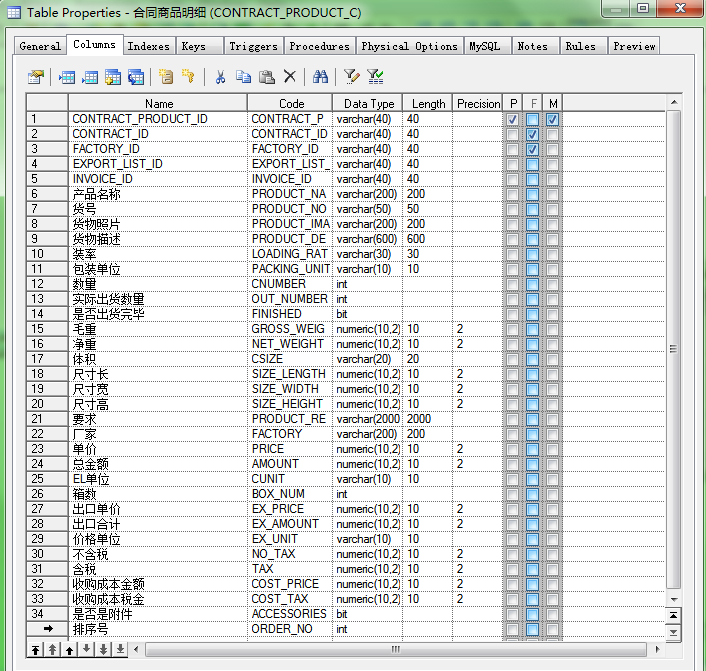 Table Properties - 合同商品明细 (CONTRACT_PRODUCT_C)
General Columns Indexes Keys Triggers Procedures Physical Options MySQL Notes Rules Preview
Name Code Data Type Length Precision P F M
1 CONTRACT_PRODUCT_ID CONTRACT_P varchar(40) 40
2 CONTRACT_ID CONTRACT_ID varchar(40) 40
3 FACTORY_ID FACTORY_ID varchar(40) 40
4 EXPORT_LIST_ID EXPORT_LIST_ varchar(40) 40
5 INVOICE_ID INVOICE_ID varchar(40) 40
6 产品名称 PRODUCT_NA varchar(200) 200
7 货号 PRODUCT_NO varchar(50) 50
8 货物照片 PRODUCT_IMA varchar(200) 200
9 货物描述 PRODUCT_DE varchar(600) 600
10 装率 LOADING_RAT varchar(30) 30
11 包装单位 PACKING_UNIT varchar(10) 10
12 数量 CNUMBER int
13 实际出货数量 OUT_NUMBER int
14 是否出货完毕 FINISHED bit
15 毛重 GROSS_WEIG numeric(10,2) 10 2
16 净重 NET_WEIGHT numeric(10,2) 10 2
17 体积 CSIZE varchar(20) 20
18 尺寸长 SIZE_LENGTH numeric(10,2) 10 2
19 尺寸宽 SIZE_WIDTH numeric(10,2) 10 2
20 尺寸高 SIZE_HEIGHT numeric(10,2) 10 2
21 要求 PRODUCT_RE varchar(2000 2000
22 厂家 FACTORY varchar(200) 200
23 单价 PRICE numeric(10,2) 10 2
24 总金额 AMOUNT numeric(10,2) 10 2
25 EL单位 CUNIT varchar(10) 10
26 箱数 BOX_NUM int
27 出口单价 EX_PRICE numeric(10,2) 10 2
28 出口合计 EX_AMOUNT numeric(10,2) 10 2
29 价格单位 EX_UNIT varchar(10) 10
30 不含税 NO_TAX numeric(10,2) 10 2
31 含税 TAX numeric(10,2) 10 2
32 收购成本金额 COST_PRICE numeric(10,2) 10 2
33 收购成本税金 COST_TAX numeric(10,2) 10 2
34 是否是附件 ACCESSORIES bit
排序号 ORDER_NO int